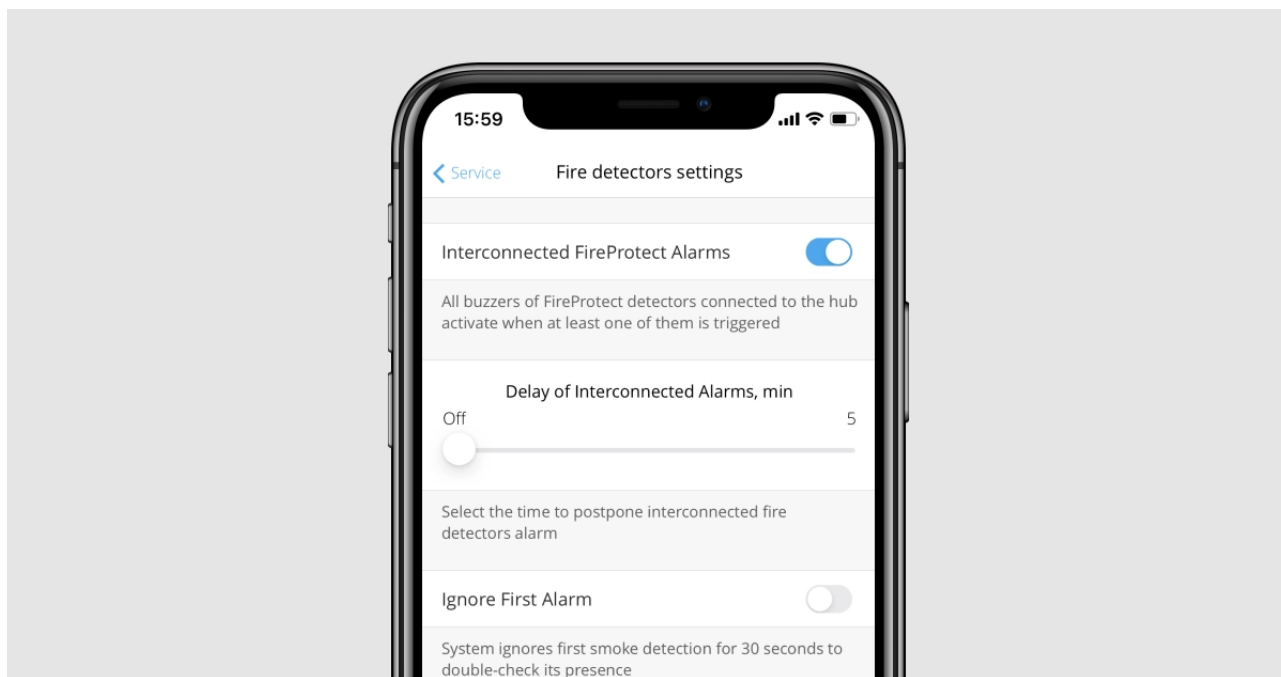 15:59
Service
Fire detectors settings
Interconnected FireProtect Alarms
All buzzers of FireProtect detectors connected to the hub
activate when at least one of them is triggered
Delay of Interconnected Alarms, min
Off 5
Select the time to postpone interconnected fire
detectors alarm
Ignore First Alarm
System ignores first smoke detection for 30 seconds to
double-check its presence